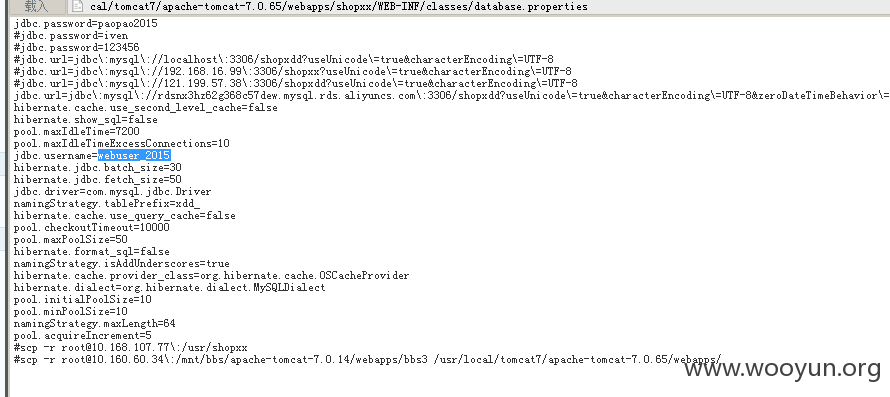 载入
cal/tomcat7/apache-tomcat-7.0.65/webapps/shopxx/WEB-INF/classes/database.properties
jdbc.password=paopao2015
#jdbc.password=iven
#jdbc.password=123456
#jdbc.url=jdbc\:mysql\://localhost\:3306/shopxdd?useUnicode\=true&characterEncoding\=UTF-8
#jdbc.url=jdbc\:mysql\://192.168.16.99\:3306/shopxx?useUnicode\=true&characterEncoding\=UTF-8
#jdbc.url=jdbc\:mysql\://121.199.57.38\:3306/shopxdd?useUnicode\=true&characterEncoding\=UTF-8
jdbc.url=jdbc\:mysql\://rdsnx3hz62g368c57dew.mysql.rds.aliyuncs.com\:3306/shopxdd?useUnicode\=true&characterEncoding\=UTF-8&zeroDateTimeBehavior\=
hibernate.cache.use_second_level_cache=false
hibernate.show_sql=false
pool.maxIdleTime=7200
pool.maxIdleTimeExcessConnections=10
jdbc.username=webuser_2015
hibernate.jdbc.batch_size=30
hibernate.jdbc.fetch_size=50
jdbc.driver=com.mysql.jdbc.Driver
namingStrategy.tablePrefix=xdd_
hibernate.cache.use_query_cache=false
pool.checkoutTimeout=10000
pool.maxPoolSize=50
hibernate.format_sql=false
namingStrategy.isAddUnderscores=true
hibernate.cache.provider_class=org.hibernate.cache.OSCacheProvider
hibernate.dialect=org.hibernate.dialect.MySQLDialect
pool.initialPoolSize=10
pool.minPoolSize=10
namingStrategy.maxLength=64
pool.acquireIncrement=5
#scp -r root@10.168.107.77\:/usr/shopxx
#scp -r root@10.160.60.34\:/mnt/bbs/apache-tomcat-7.0.14/webapps/bbs3 /usr/local/tomcat7/apache-tomcat-7.0.65/webapps/
www.wooyun.org